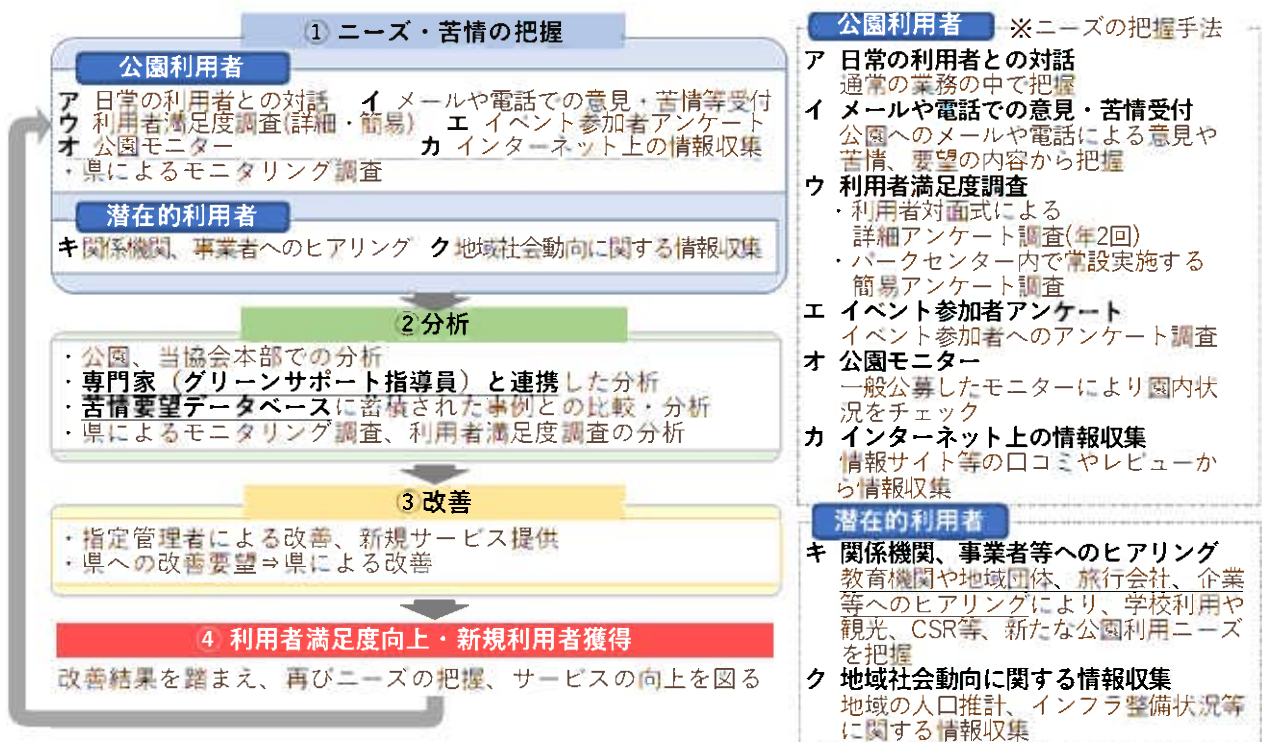 ① ニーズ・苦情の把握
公園利用者
ア 日常の利用者との対話 イ メールや電話での意見・苦情等受付
ウ 利用者満足度調査(詳細・簡易) エ イベント参加者アンケート
オ 公園モニター カ インターネット上の情報収集
・県によるモニタリング調査
潜在的利用者
キ 関係機関、事業者へのヒアリング ク 地域社会動向に関する情報収集
② 分析
・公園、当協会本部での分析
・専門家（グリーンサポート指導員）と連携した分析
・苦情要望データベースに蓄積された事例との比較・分析
・県によるモニタリング調査、利用者満足度調査の分析
③ 改善
・指定管理者による改善、新規サービス提供
・県への改善要望⇒県による改善
④ 利用者満足度向上・新規利用者獲得
改善結果を踏まえ、再びニーズの把握、サービスの向上を図る
公園利用者 ※ニーズの把握手法
ア 日常の利用者との対話
通常の業務の中で把握
イ メールや電話での意見・苦情受付
公園へのメールや電話による意見や
苦情、要望の内容から把握
ウ 利用者満足度調査
・利用者対面式による
詳細アンケート調査(年2回)
・パークセンター内で常設実施する
簡易アンケート調査
エ イベント参加者アンケート
イベント参加者へのアンケート調査
オ 公園モニター
一般公募したモニターにより園内状
況をチェック
カ インターネット上の情報収集
情報サイト等の口コミやレビューか
ら情報収集
潜在的利用者
キ 関係機関、事業者等へのヒアリング
教育機関や地域団体、旅行会社、企業
等へのヒアリングにより、学校利用や
観光、CSR等、新たな公園利用ニーズ
を把握
ク 地域社会動向に関する情報収集
地域の人口推計、インフラ整備状況等
に関する情報収集